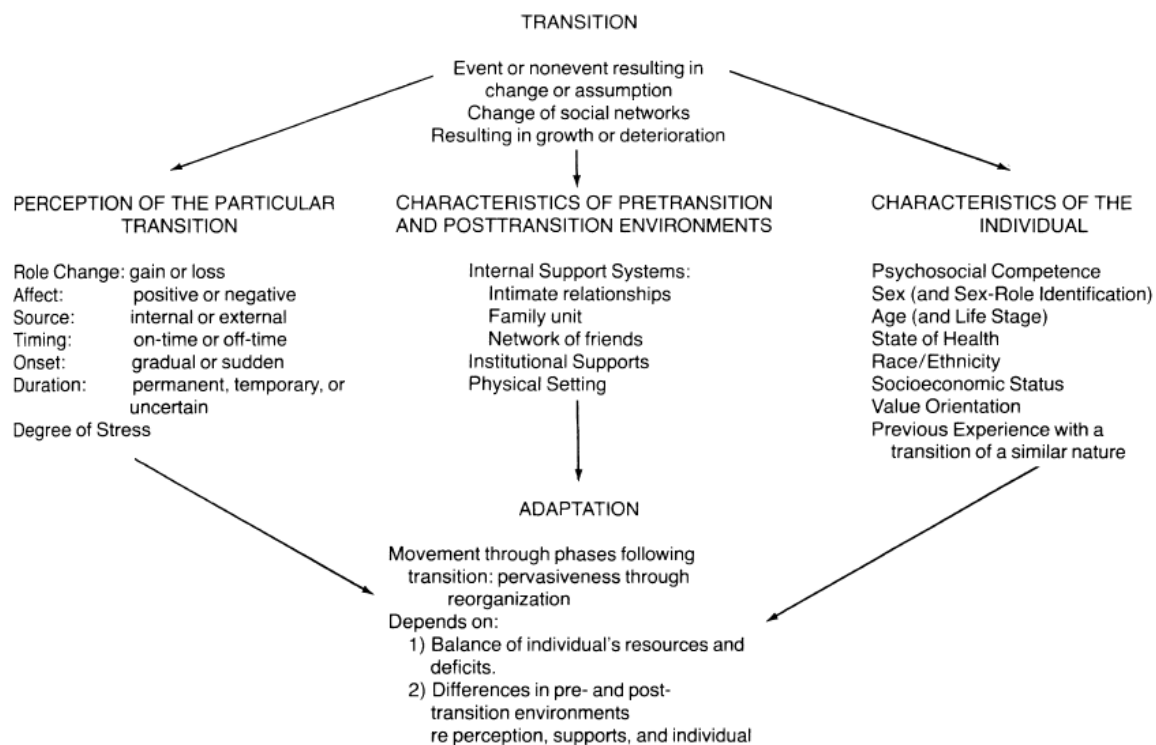 TRANSITION
Event or nonevent resulting in
change or assumption
Change of social networks
Resulting in growth or deterioration
PERCEPTION OF THE PARTICULAR
TRANSITION
Role Change: gain or loss
Affect: positive or negative
Source: internal or external
Timing: on-time or off-time
Onset: gradual or sudden
Duration: permanent, temporary, or
uncertain
Degree of Stress
CHARACTERISTICS OF PRETRANSITION
AND POSTTRANSITION ENVIRONMENTS
Internal Support Systems:
Intimate relationships
Family unit
Network of friends
Institutional Supports
Physical Setting
CHARACTERISTICS OF THE
INDIVIDUAL
Psychosocial Competence
Sex (and Sex-Role Identification)
Age (and Life Stage)
State of Health
Race/Ethnicity
Socioeconomic Status
Value Orientation
Previous Experience with a
transition of a similar nature
ADAPTATION
Movement through phases following
transition: pervasiveness through
reorganization
Depends on:
1) Balance of individual's resources and
deficits.
2) Differences in pre- and post-
transition environments
re perception, supports, and individual